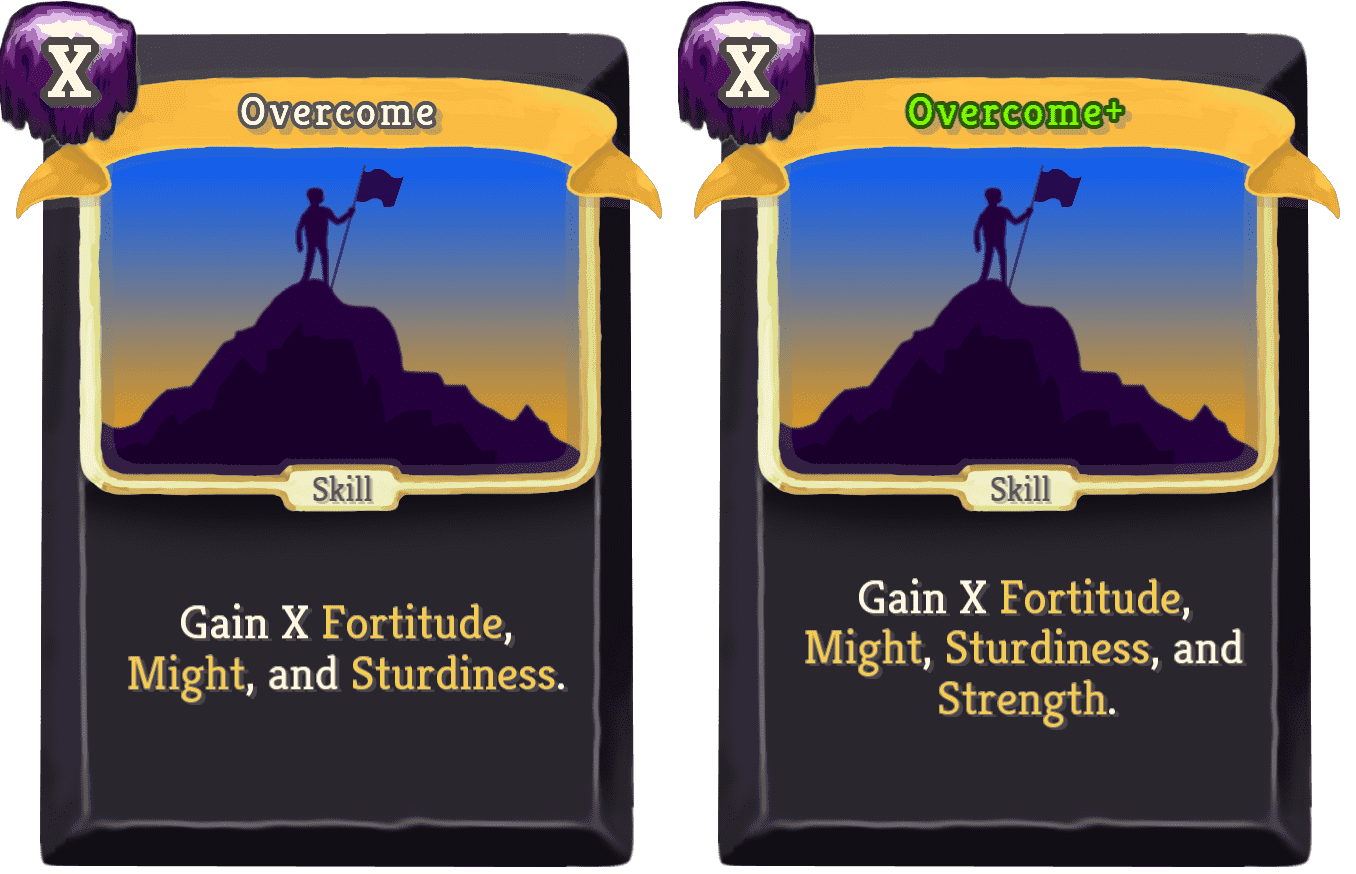 X
Overcome
Skill
Gain X Fortitude,
Might, and Sturdiness.
X
Overcome+
Skill
Gain X Fortitude,
Might, Sturdiness, and
Strength.